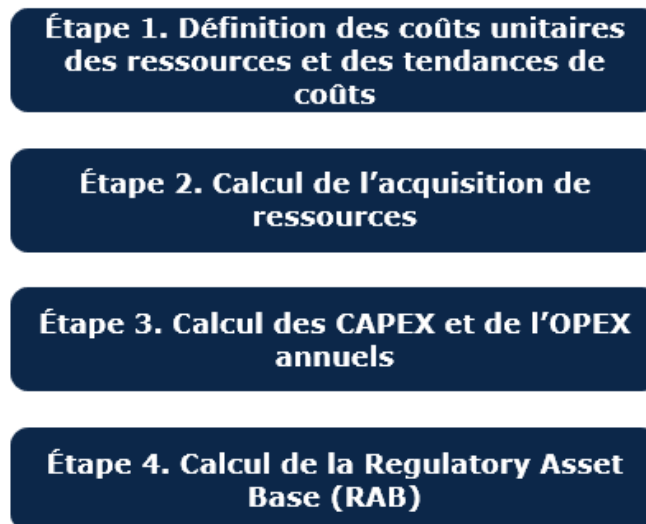 Étape 1. Définition des coûts unitaires
des ressources et des tendances de
coûts
Étape 2. Calcul de l’acquisition de
ressources
Étape 3. Calcul des CAPEX et de l’OPEX
annuels
Étape 4. Calcul de la Regulatory Asset
Base (RAB)